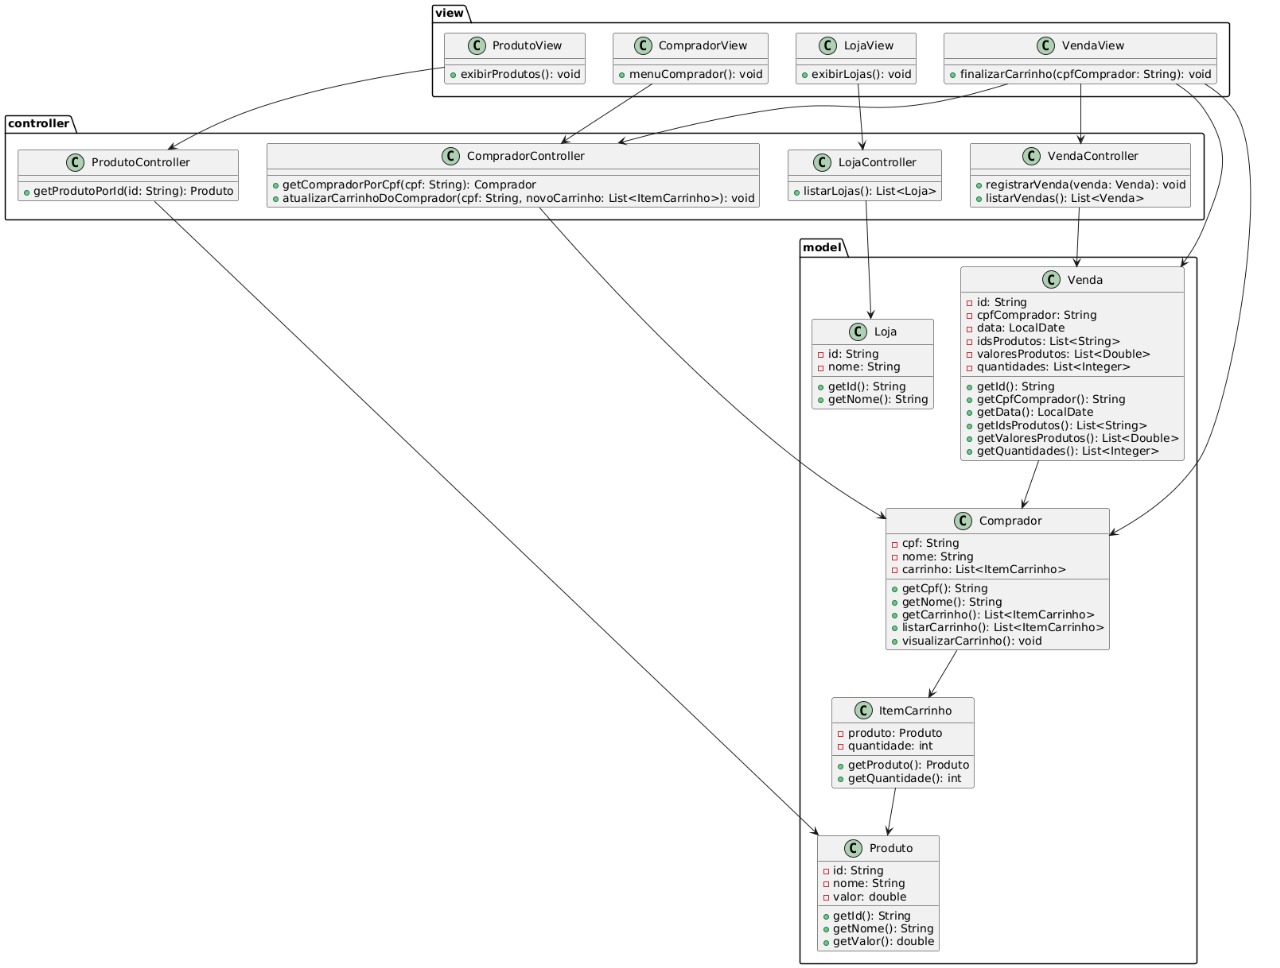 view
C ProdutoView
exibirProdutos(): void
C CompradorView
menuComprador(): void
C LojaView
exibirLojas(): void
C VendaView
finalizarCarrinho(cpfComprador: String): void
controller
C ProdutoController
getProdutoPorId(id: String): Produto
C CompradorController
getCompradorPorCpf(cpf: String): Comprador
atualizarCarrinhoDoComprador(cpf: String, novoCarrinho: List<ItemCarrinho>): void
C LojaController
listarLojas(): List<Loja>
C VendaController
registrarVenda(venda: Venda): void
listarVendas(): List<Venda>
model
C Venda
id: String
cpfComprador: String
data: LocalDate
idsProdutos: List<String>
valoresProdutos: List<Double>
quantidades: List<Integer>
getId(): String
getCpfComprador(): String
getData(): LocalDate
getIdsProdutos(): List<String>
getValoresProdutos(): List<Double>
getQuantidades(): List<Integer>
C Loja
id: String
nome: String
getId(): String
getNome(): String
C Comprador
cpf: String
nome: String
carrinho: List<ItemCarrinho>
getCpf(): String
getNome(): String
getCarrinho(): List<ItemCarrinho>
listarCarrinho(): List<ItemCarrinho>
visualizarCarrinho(): void
C ItemCarrinho
produto: Produto
quantidade: int
getProduto(): Produto
getQuantidade(): int
C Produto
id: String
nome: String
valor: double
getId(): String
getNome(): String
getValor(): double